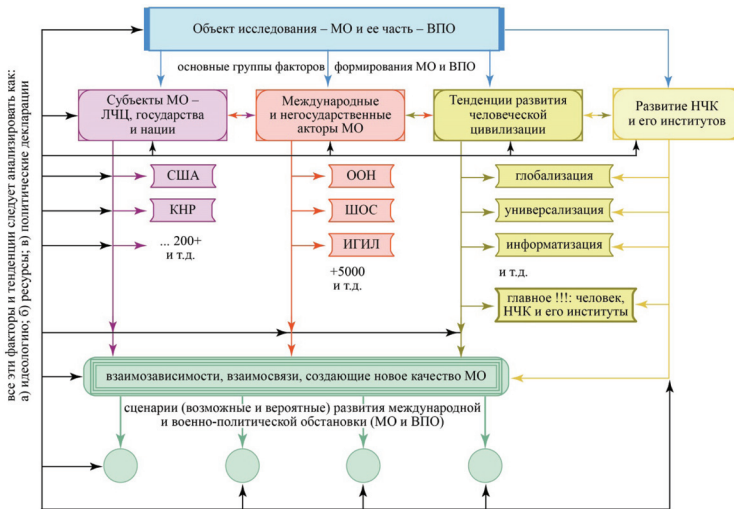 Объект исследования – МО и ее часть – ВПО
основные группы факторов формирования МО и ВПО
Субъекты МО –
ЛЧЦ, государства
и нации
Международные
и негосударственные
акторы МО
Тенденции развития
человеческой
цивилизации
Развитие НЧК
и его институтов
США
КНР
... 200+
и т.д.
ООН
ШОС
ИГИЛ
+5000
и т.д.
глобализация
универсализация
информатизация
и т.д.
главное !!!: человек,
НЧК и его институты
взаимозависимости, взаимосвязи, создающие новое качество МО
сценарии (возможные и вероятные) развития международной
и военно-политической обстановки (МО и ВПО)
все эти факторы и тенденции следует анализировать как:
а) идеологию; б) ресурсы; в) политические декларации